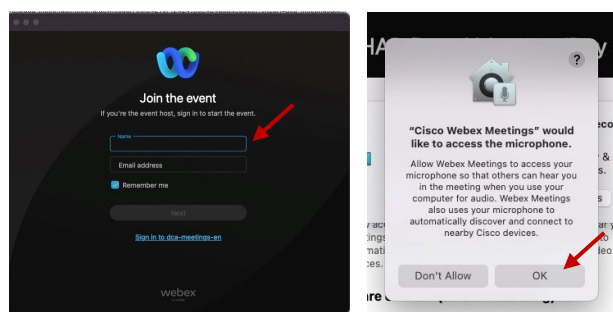 Join the event
If you're the event host, sign in to start the event.
Name
Email address
Remember me
Next
Sign in to dca-meetings-en
webex
?
"Cisco Webex Meetings" would
like to access the microphone.
Allow Webex Meetings to access your
microphone so that others can hear you
in the meeting when you use your
computer for audio. Webex Meetings
also uses your microphone to
automatically discover and connect to
nearby Cisco devices.
Don't Allow
OK